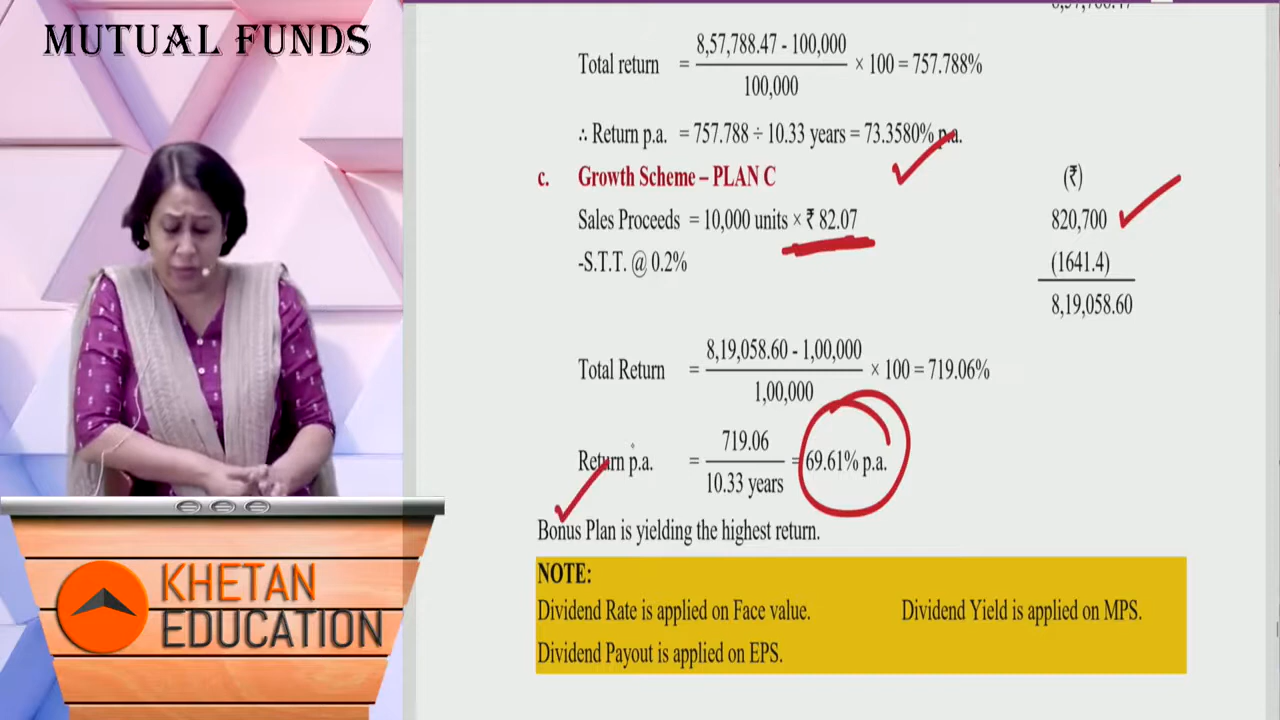 MUTUAL FUNDS
Total return = 8,57,788.47 - 100,000 / 100,000 × 100 = 757.788%
∴ Return p.a. = 757.788 ÷ 10.33 years = 73.3580% p.a.
c. Growth Scheme – PLAN C (₹)
Sales Proceeds = 10,000 units × ₹ 82.07 820,700
-S.T.T. @ 0.2% (1641.4)
8,19,058.60
Total Return = 8,19,058.60 - 1,00,000 / 1,00,000 × 100 = 719.06%
Return p.a. = 719.06 / 10.33 years = 69.61% p.a.
Bonus Plan is yielding the highest return.
NOTE:
Dividend Rate is applied on Face value. Dividend Yield is applied on MPS.
Dividend Payout is applied on EPS.
KHETAN
EDUCATION